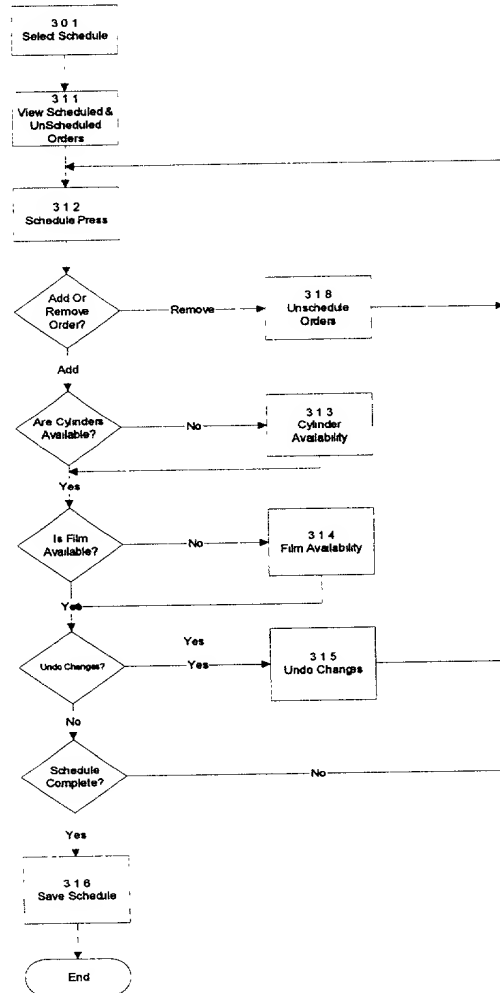 3 0 1
Select Schedule
3 1 1
View Scheduled &
UnScheduled
Orders
3 1 2
Schedule Press
Add Or
Remove
Order?
Remove
3 1 8
Unschedule
Orders
Add
Are Cylinders
Available?
No
3 1 3
Cylinder
Availability
Yes
Is Film
Available?
No
3 1 4
Film Availability
Yes
Undo Changes?
Yes
Yes
3 1 5
Undo Changes
No
Schedule
Complete?
No
Yes
3 1 6
Save Schedule
End